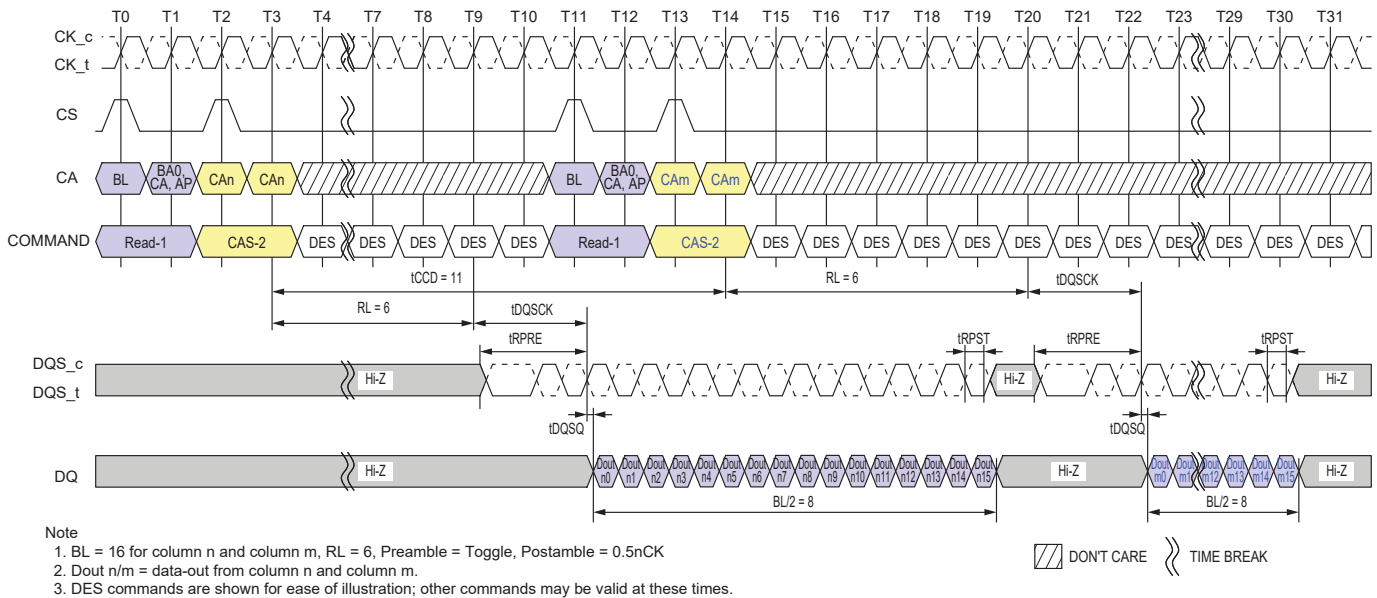 T0 T1 T2 T3 T4 T7 T8 T9 T10 T11 T12 T13 T14 T15 T16 T17 T18 T19 T20 T21 T22 T23 T29 T30 T31
CK_c
CK_t
CS
CA BL BA0, CA, AP CAn CAn BL BA0, CA, AP CAm CAm
COMMAND Read-1 CAS-2 DES DES DES DES DES Read-1 CAS-2 DES DES DES DES DES DES DES DES DES DES DES DES
tCCD = 11 RL = 6 tDQSCK
RL = 6 tDQSCK
tRPRE tRPST tRPRE tRPST
DQS_c
DQS_t
Hi-Z Hi-Z Hi-Z
tDQSQ tDQSQ
DQ Hi-Z Dout n0 Dout n1 Dout n2 Dout n3 Dout n4 Dout n5 Dout n6 Dout n7 Dout n8 Dout n9 Dout n10 Dout n11 Dout n12 Dout n13 Dout n14 Dout n15 Hi-Z Dout m0 Dout m1 Dout m12 Dout m13 Dout m14 Dout m15 Hi-Z
BL/2 = 8 BL/2 = 8
Note
1. BL = 16 for column n and column m, RL = 6, Preamble = Toggle, Postamble = 0.5nCK
2. Dout n/m = data-out from column n and column m.
3. DES commands are shown for ease of illustration; other commands may be valid at these times.
DON'T CARE TIME BREAK